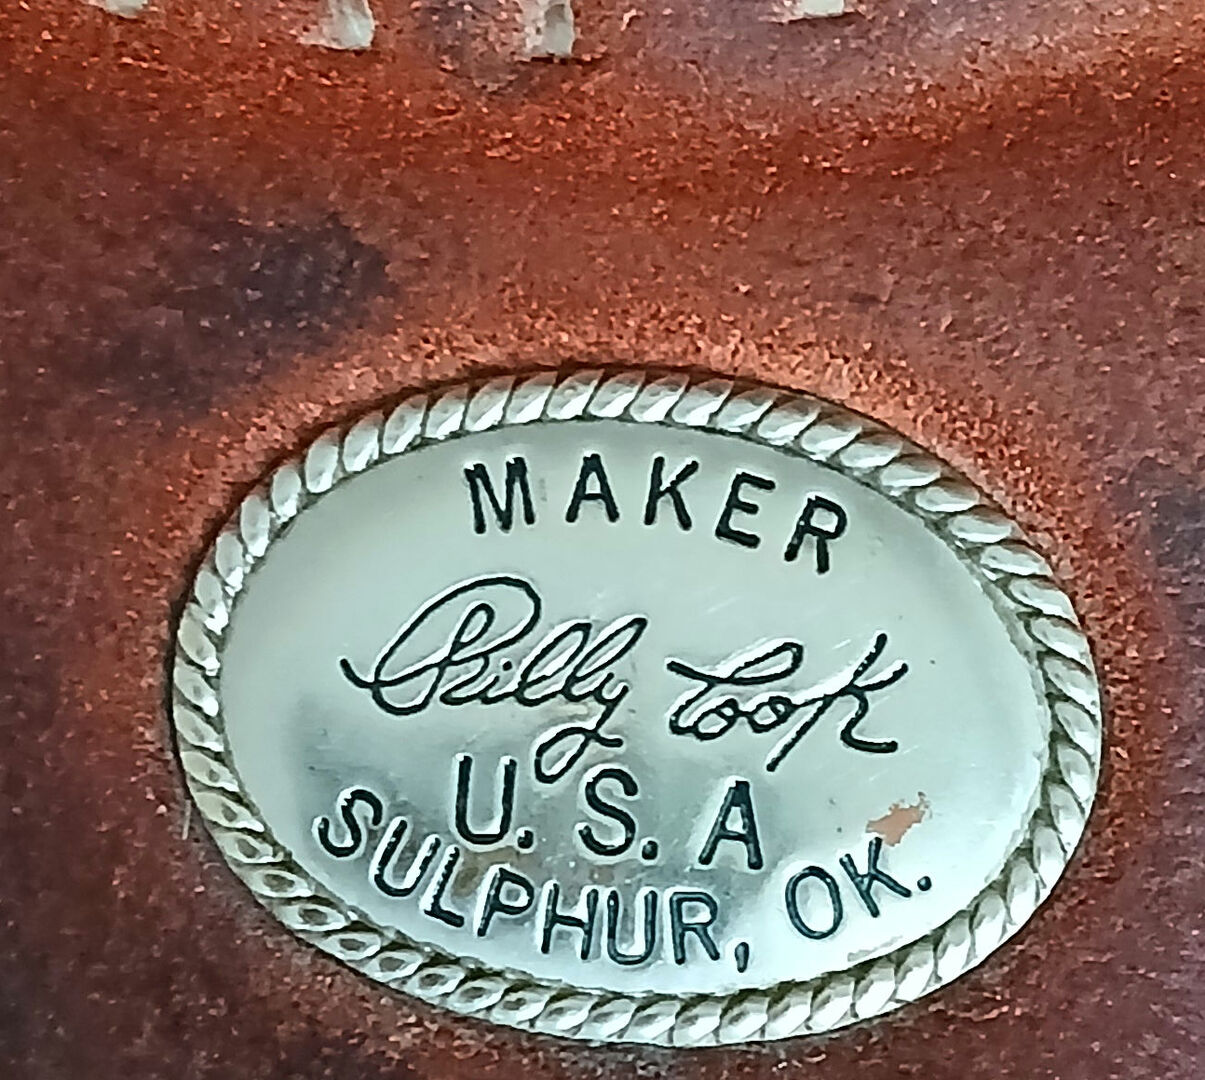 MAKER
Billy Cook
U.S.A
SULPHUR, OK.